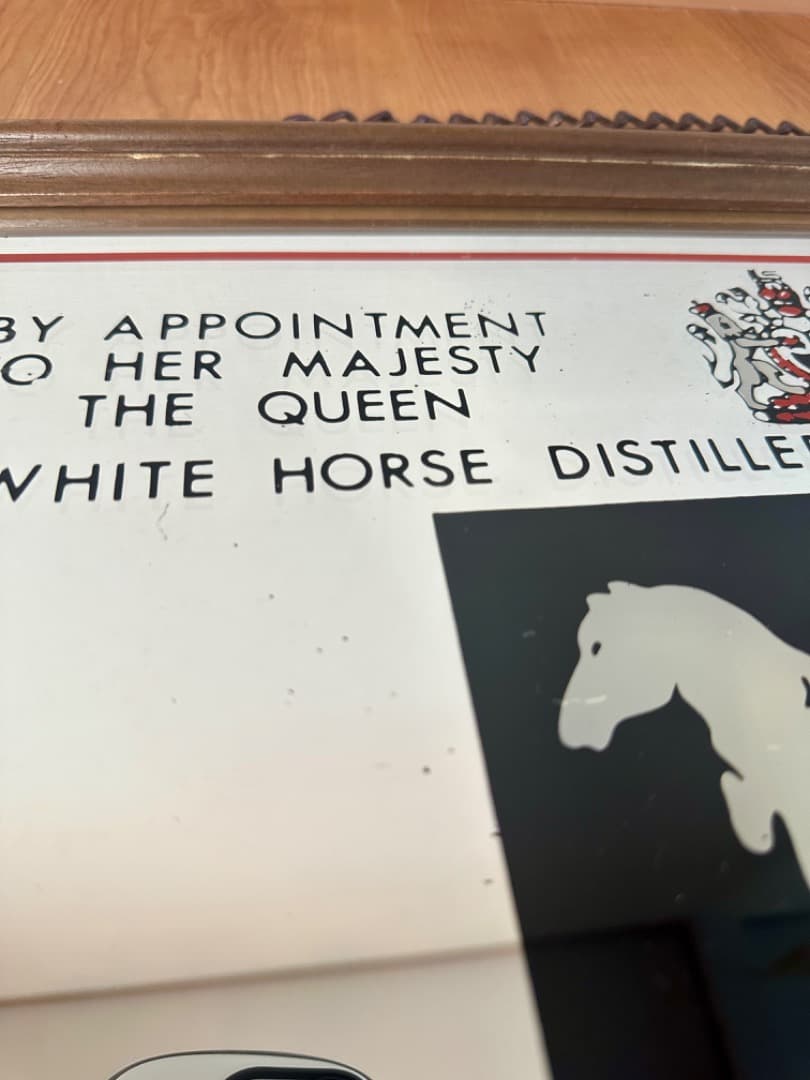 BY APPOINTMENT
O HER MAJESTY
THE QUEEN
WHITE HORSE DISTILLE